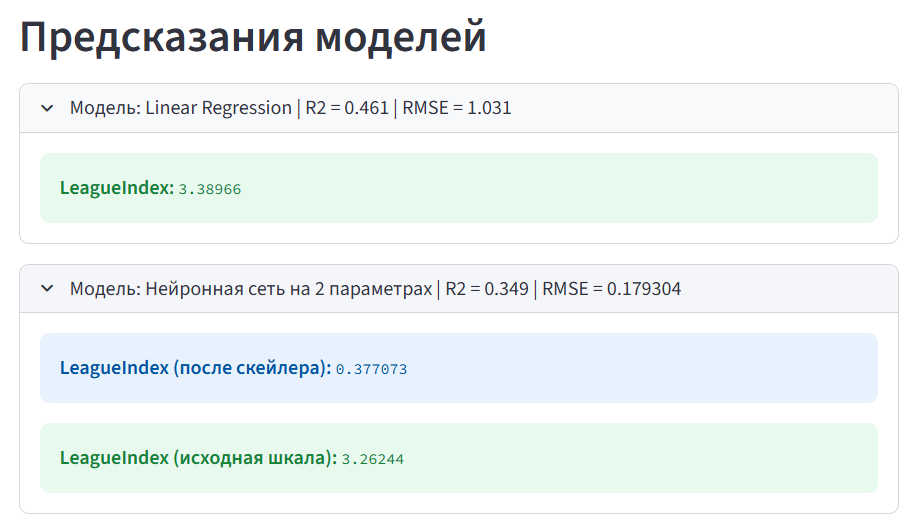 Предсказания моделей
Модель: Linear Regression | R2 = 0.461 | RMSE = 1.031
LeagueIndex: 3.38966
Модель: Нейронная сеть на 2 параметрах | R2 = 0.349 | RMSE = 0.179304
LeagueIndex (после скейлера): 0.377073
LeagueIndex (исходная шкала): 3.26244